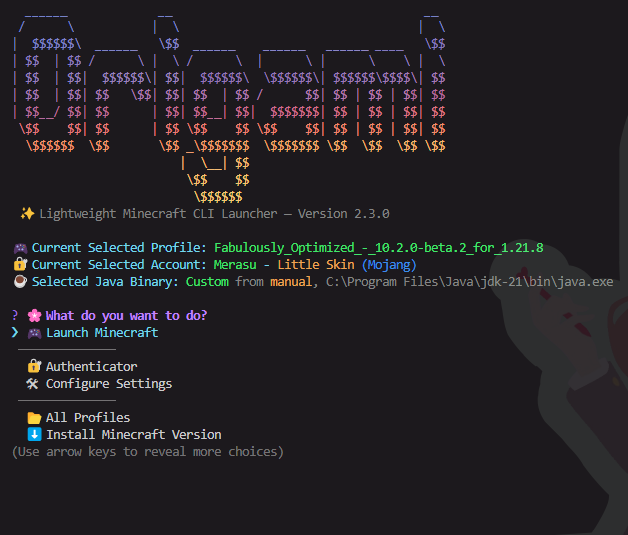 Origami
✨ Lightweight Minecraft CLI Launcher — Version 2.3.0
🎮 Current Selected Profile: Fabulously_Optimized_-_10.2.0-beta.2_for_1.21.8
🔐 Current Selected Account: Merasu - Little Skin (Mojang)
☕ Selected Java Binary: Custom from manual, C:\Program Files\Java\jdk-21\bin\java.exe
? 🌸 What do you want to do?
❯ 🎮 Launch Minecraft
──────────────
🔐 Authenticator
🛠 Configure Settings
──────────────
📂 All Profiles
⬇️ Install Minecraft Version
(Use arrow keys to reveal more choices)